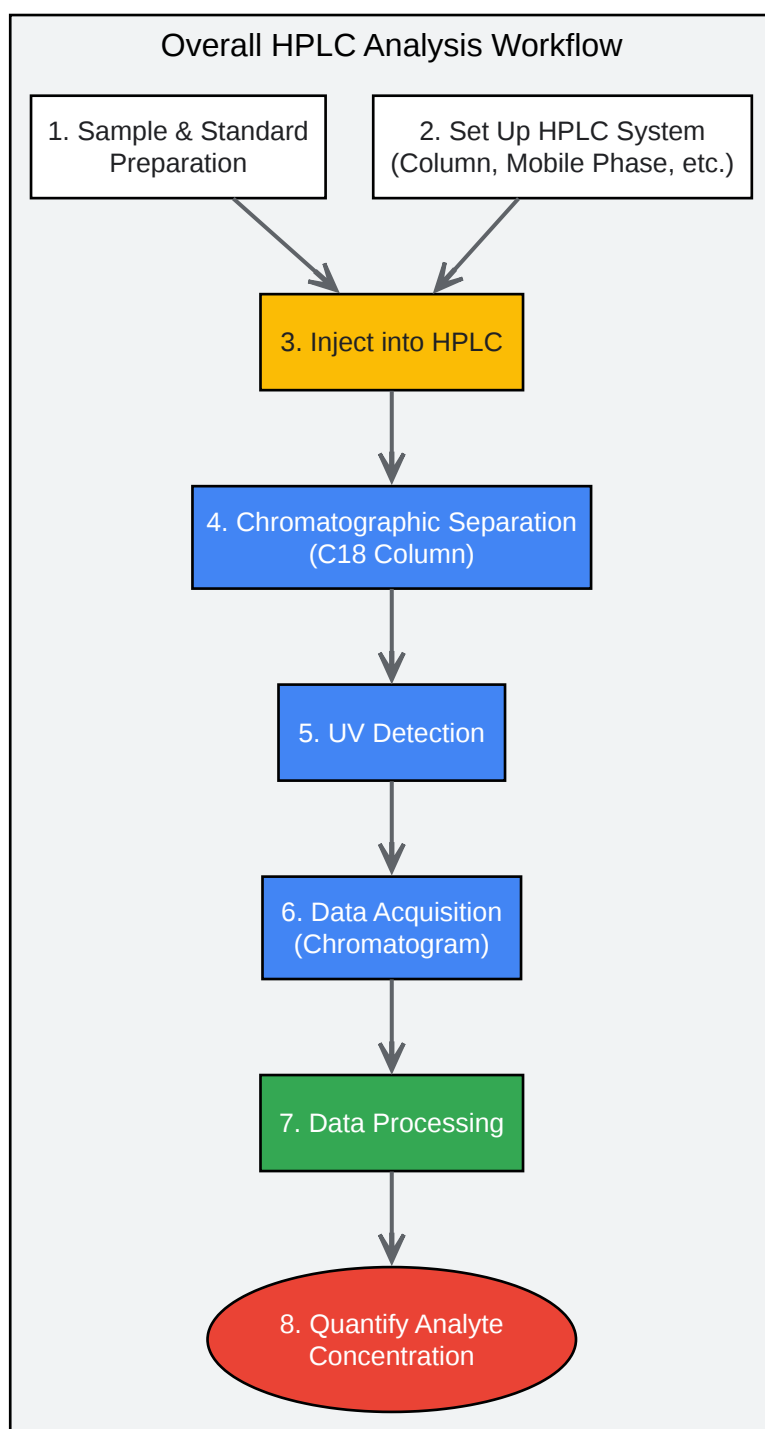 Overall HPLC Analysis Workflow
1. Sample & Standard
Preparation
2. Set Up HPLC System
(Column, Mobile Phase, etc.)
3. Inject into HPLC
4. Chromatographic Separation
(C18 Column)
5. UV Detection
6. Data Acquisition
(Chromatogram)
7. Data Processing
8. Quantify Analyte
Concentration